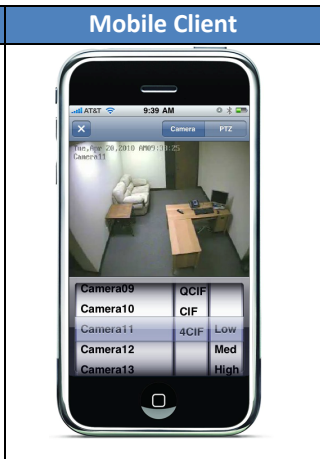 Mobile Client
AT&T 9:39 AM
Camera PTZ
Tue,Apr 20,2010 AM09:39:25
Camera11
Camera09 QCIF
Camera10 CIF
Camera11 4CIF Low
Camera12 Med
Camera13 High